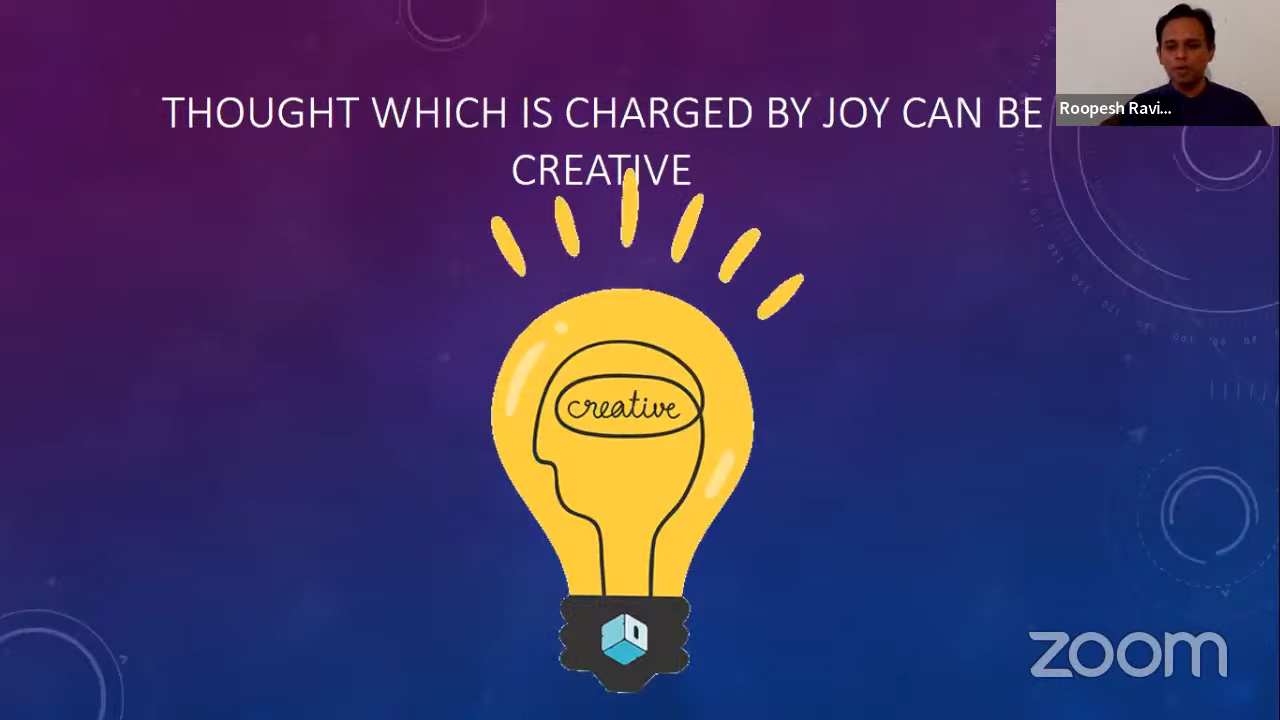 THOUGHT WHICH IS CHARGED BY JOY CAN BE
CREATIVE
Roopesh Ravi...
creative
zoom